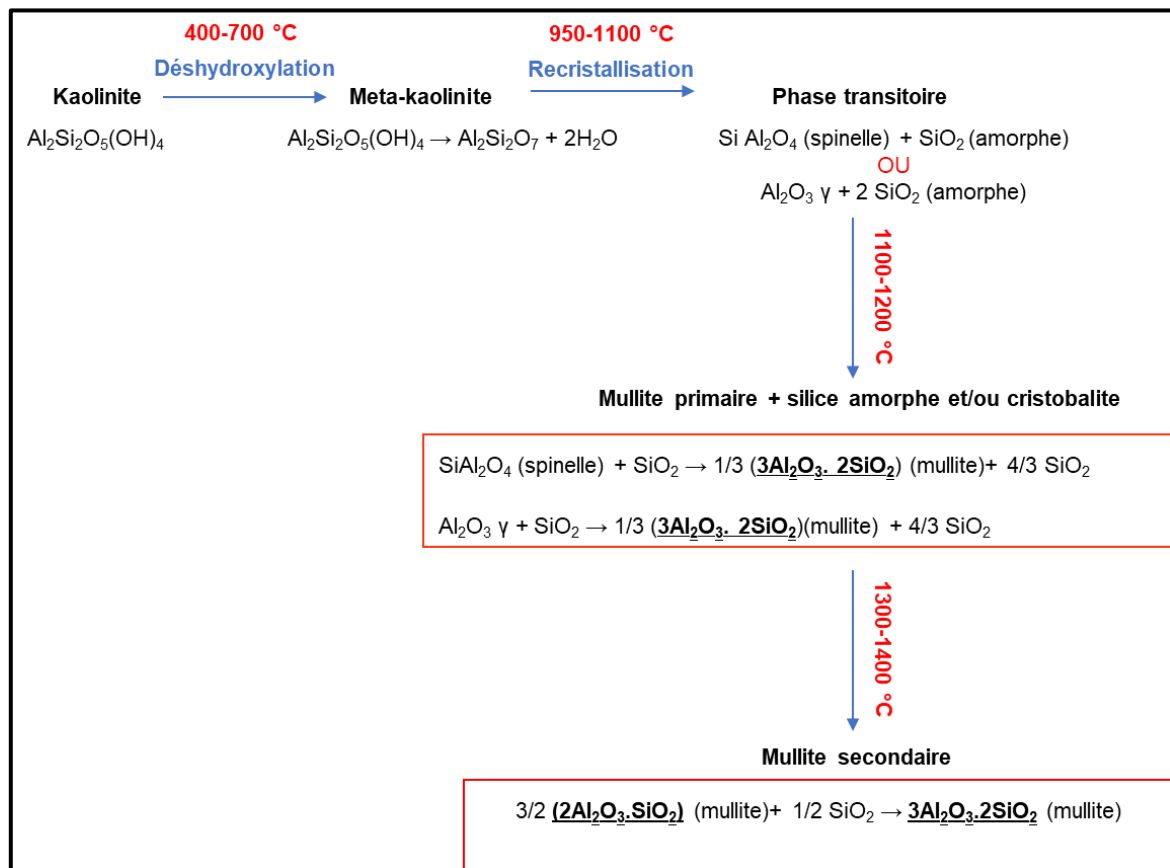 400-700 °C
950-1100 °C
Déshydroxylation
Recristallisation
Kaolinite
Meta-kaolinite
Phase transitoire
Al₂Si₂O₅(OH)₄
Al₂Si₂O₅(OH)₄ → Al₂Si₂O₇ + 2H₂O
Si Al₂O₄ (spinelle) + SiO₂ (amorphe)
OU
Al₂O₃ γ + 2 SiO₂ (amorphe)
1100-1200 °C
Mullite primaire + silice amorphe et/ou cristobalite
SiAl₂O₄ (spinelle) + SiO₂ → 1/3 (3Al₂O₃. 2SiO₂) (mullite)+ 4/3 SiO₂
Al₂O₃ γ + SiO₂ → 1/3 (3Al₂O₃. 2SiO₂)(mullite) + 4/3 SiO₂
1300-1400 °C
Mullite secondaire
3/2 (2Al₂O₃.SiO₂) (mullite)+ 1/2 SiO₂ → 3Al₂O₃.2SiO₂ (mullite)